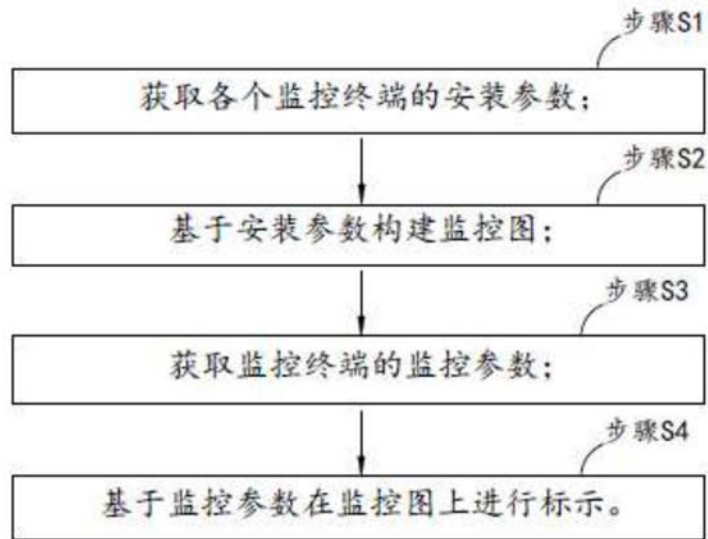 步骤S1
获取各个监控终端的安装参数；
步骤S2
基于安装参数构建监控图；
步骤S3
获取监控终端的监控参数；
步骤S4
基于监控参数在监控图上进行标示。